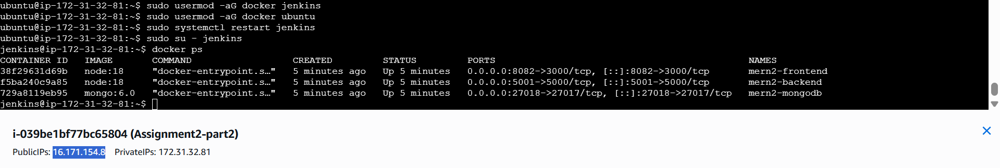 ubuntu@ip-172-31-32-81:~$ sudo usermod -aG docker jenkins
ubuntu@ip-172-31-32-81:~$ sudo usermod -aG docker ubuntu
ubuntu@ip-172-31-32-81:~$ sudo systemctl restart jenkins
ubuntu@ip-172-31-32-81:~$ sudo su - jenkins
jenkins@ip-172-31-32-81:~$ docker ps
CONTAINER ID   IMAGE       COMMAND                  CREATED         STATUS         PORTS                                               NAMES
38f29631d69b   node:18     "docker-entrypoint.s…"   5 minutes ago   Up 5 minutes   0.0.0.0:8082->3000/tcp, [::]:8082->3000/tcp         mern2-frontend
f5ba240c9a85   node:18     "docker-entrypoint.s…"   5 minutes ago   Up 5 minutes   0.0.0.0:5001->5000/tcp, [::]:5001->5000/tcp         mern2-backend
729a8119eb95   mongo:6.0   "docker-entrypoint.s…"   5 minutes ago   Up 5 minutes   0.0.0.0:27018->27017/tcp, [::]:27018->27017/tcp   mern2-mongodb
jenkins@ip-172-31-32-81:~$
i-039be1bf77bc65804 (Assignment2-part2)
PublicIPs: 16.171.154.8   PrivateIPs: 172.31.32.81